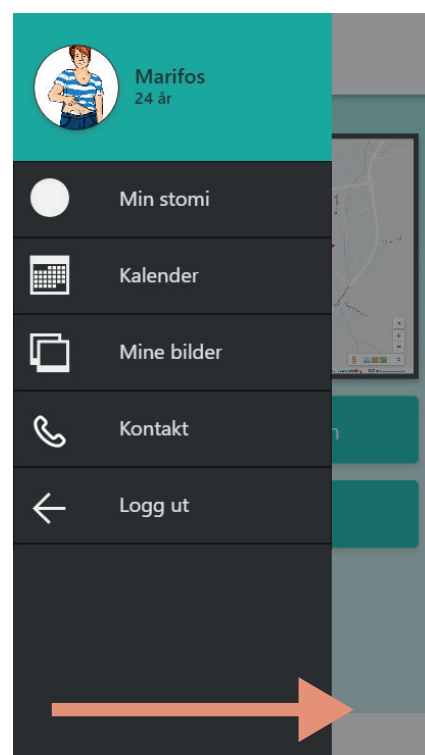 Marifos
24 år
Min stomi
Kalender
Mine bilder
Kontakt
n
Logg ut